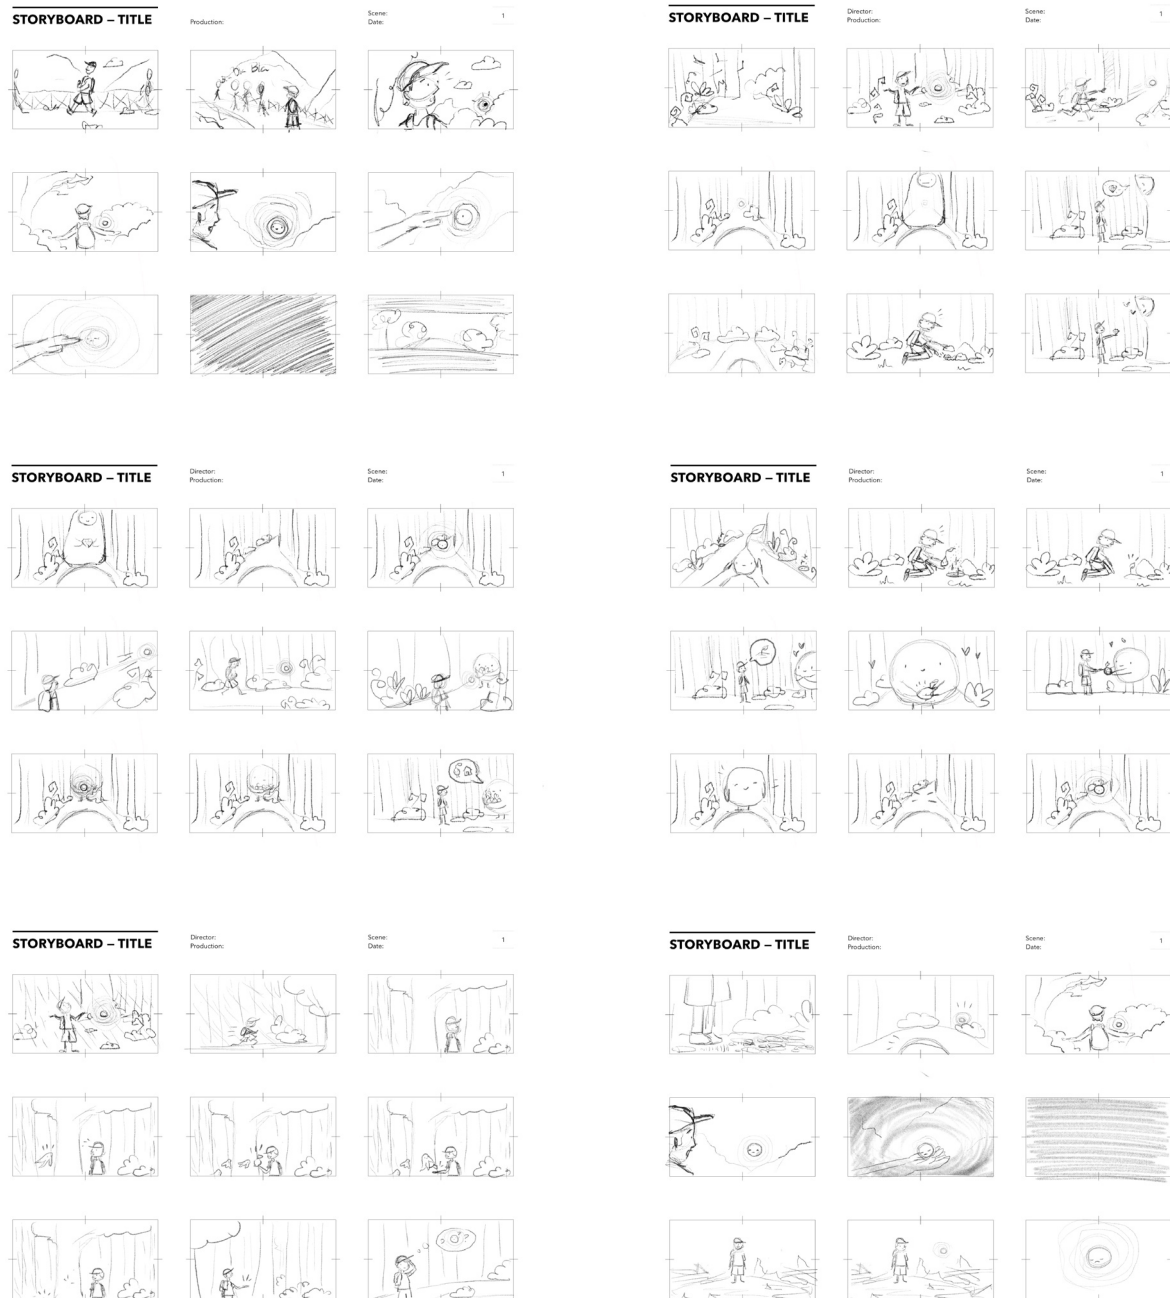 STORYBOARD – TITLE
Production:
Scene:
Date:
1
STORYBOARD – TITLE
Director:
Production:
Scene:
Date:
1
STORYBOARD – TITLE
Director:
Production:
Scene:
Date:
1
STORYBOARD – TITLE
Director:
Production:
Scene:
Date:
1
STORYBOARD – TITLE
Director:
Production:
Scene:
Date:
1
STORYBOARD – TITLE
Director:
Production:
Scene:
Date:
1